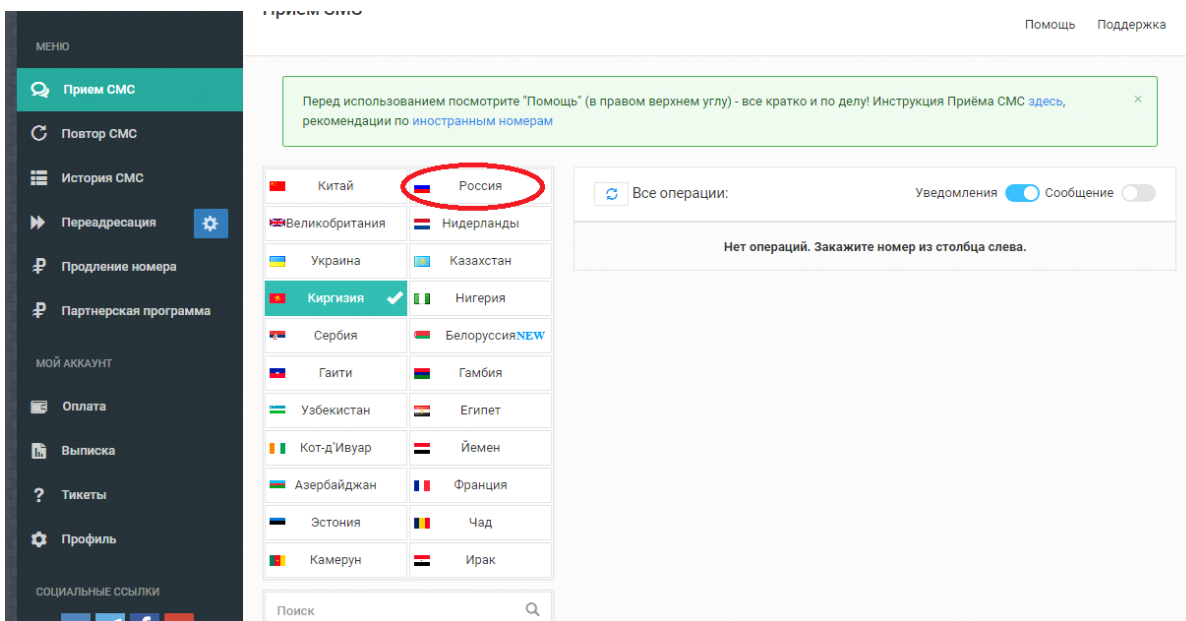 Прием СМС
Помощь Поддержка
МЕНЮ
Прием СМС
Повтор СМС
История СМС
Переадресация
Продление номера
Партнерская программа
МОЙ АККАУНТ
Оплата
Выписка
Тикеты
Профиль
СОЦИАЛЬНЫЕ ССЫЛКИ
Перед использованием посмотрите "Помощь" (в правом верхнем углу) - все кратко и по делу! Инструкция Приёма СМС здесь,
рекомендации по иностранным номерам
×
Китай Россия
Великобритания Нидерланды
Украина Казахстан
Киргизия Нигерия
Сербия БелоруссияNEW
Гаити Гамбия
Узбекистан Египет
Кот-д'Ивуар Йемен
Азербайджан Франция
Эстония Чад
Камерун Ирак
Поиск
Все операции: Уведомления Сообщение
Нет операций. Закажите номер из столбца слева.